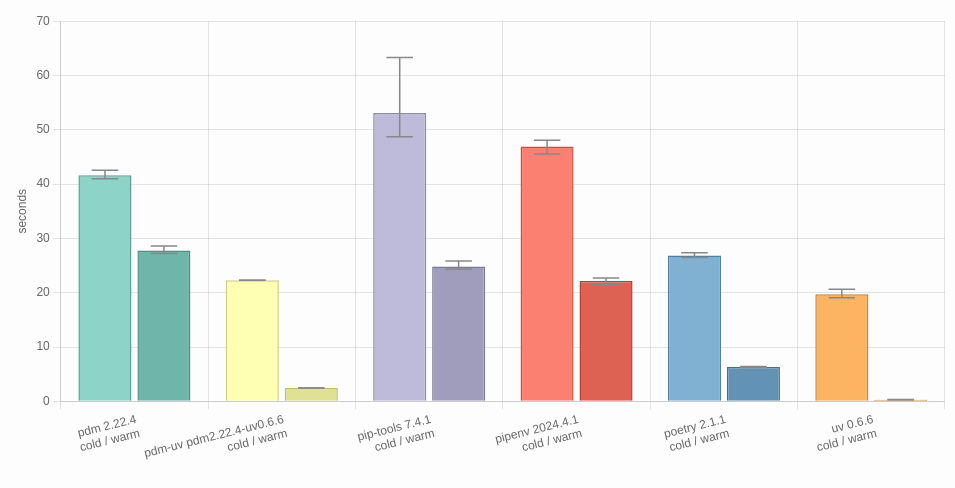 70
60
50
40
30
20
10
0
seconds
pdm 2.22.4
cold / warm
pdm-uv pdm2.22.4-uv0.6.6
cold / warm
pip-tools 7.4.1
cold / warm
pipenv 2024.4.1
cold / warm
poetry 2.1.1
cold / warm
uv 0.6.6
cold / warm